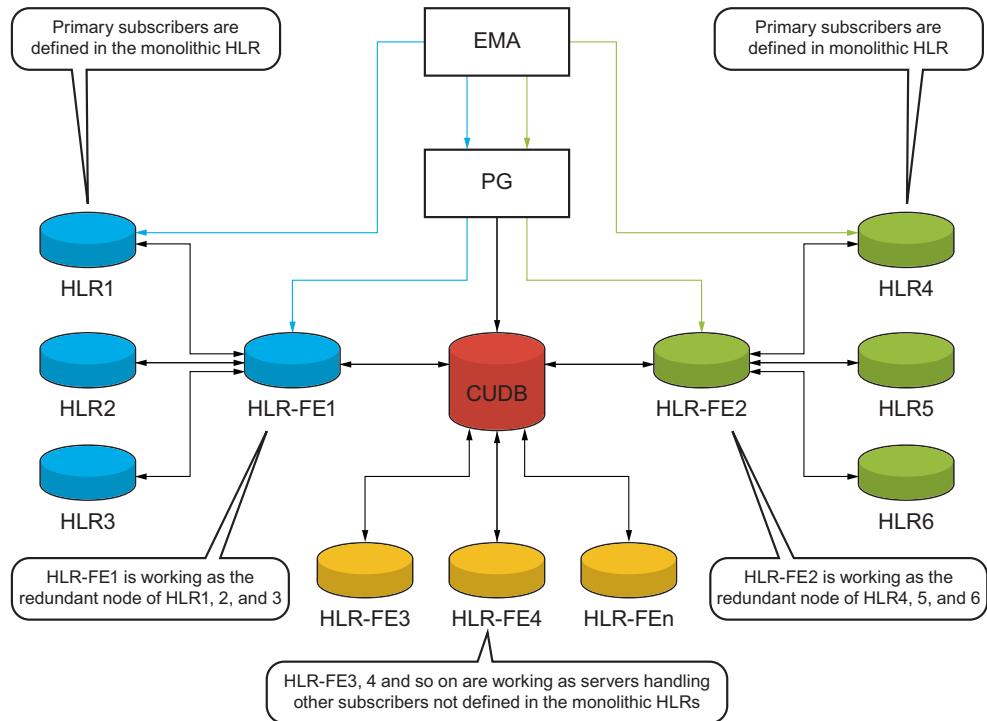 Primary subscribers are
defined in the monolithic HLR
EMA
Primary subscribers are
defined in monolithic
HLR
PG
HLR1
HLR4
HLR2
HLR-FE1
CUDB
HLR-FE2
HLR5
HLR3
HLR6
HLR-FE1 is working as the
redundant node of HLR1, 2, and 3
HLR-FE2 is working as the
redundant node of HLR4, 5, and 6
HLR-FE3
HLR-FE4
HLR-FEn
HLR-FE3, 4 and so on are working as servers handling
other subscribers not defined in the monolithic HLRs